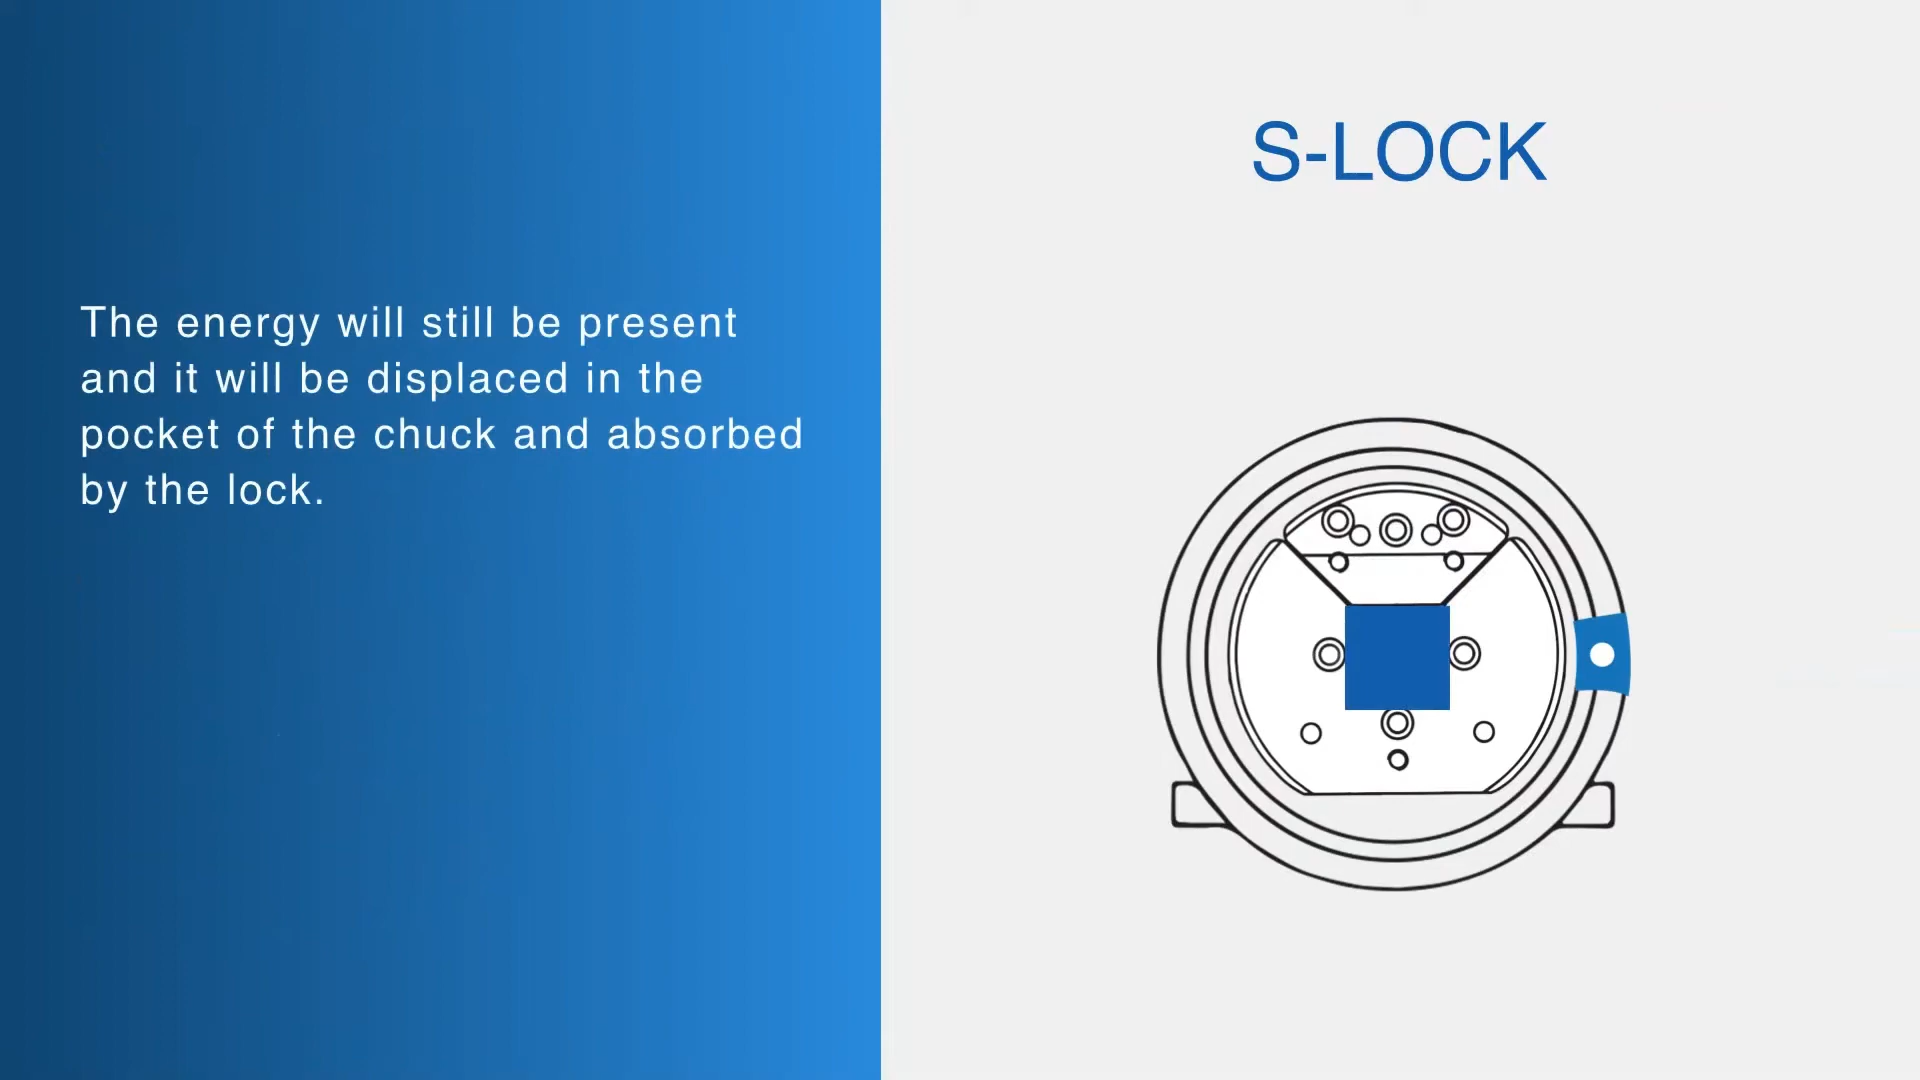 The energy will still be present
and it will be displaced in the
pocket of the chuck and absorbed
by the lock.
S-LOCK